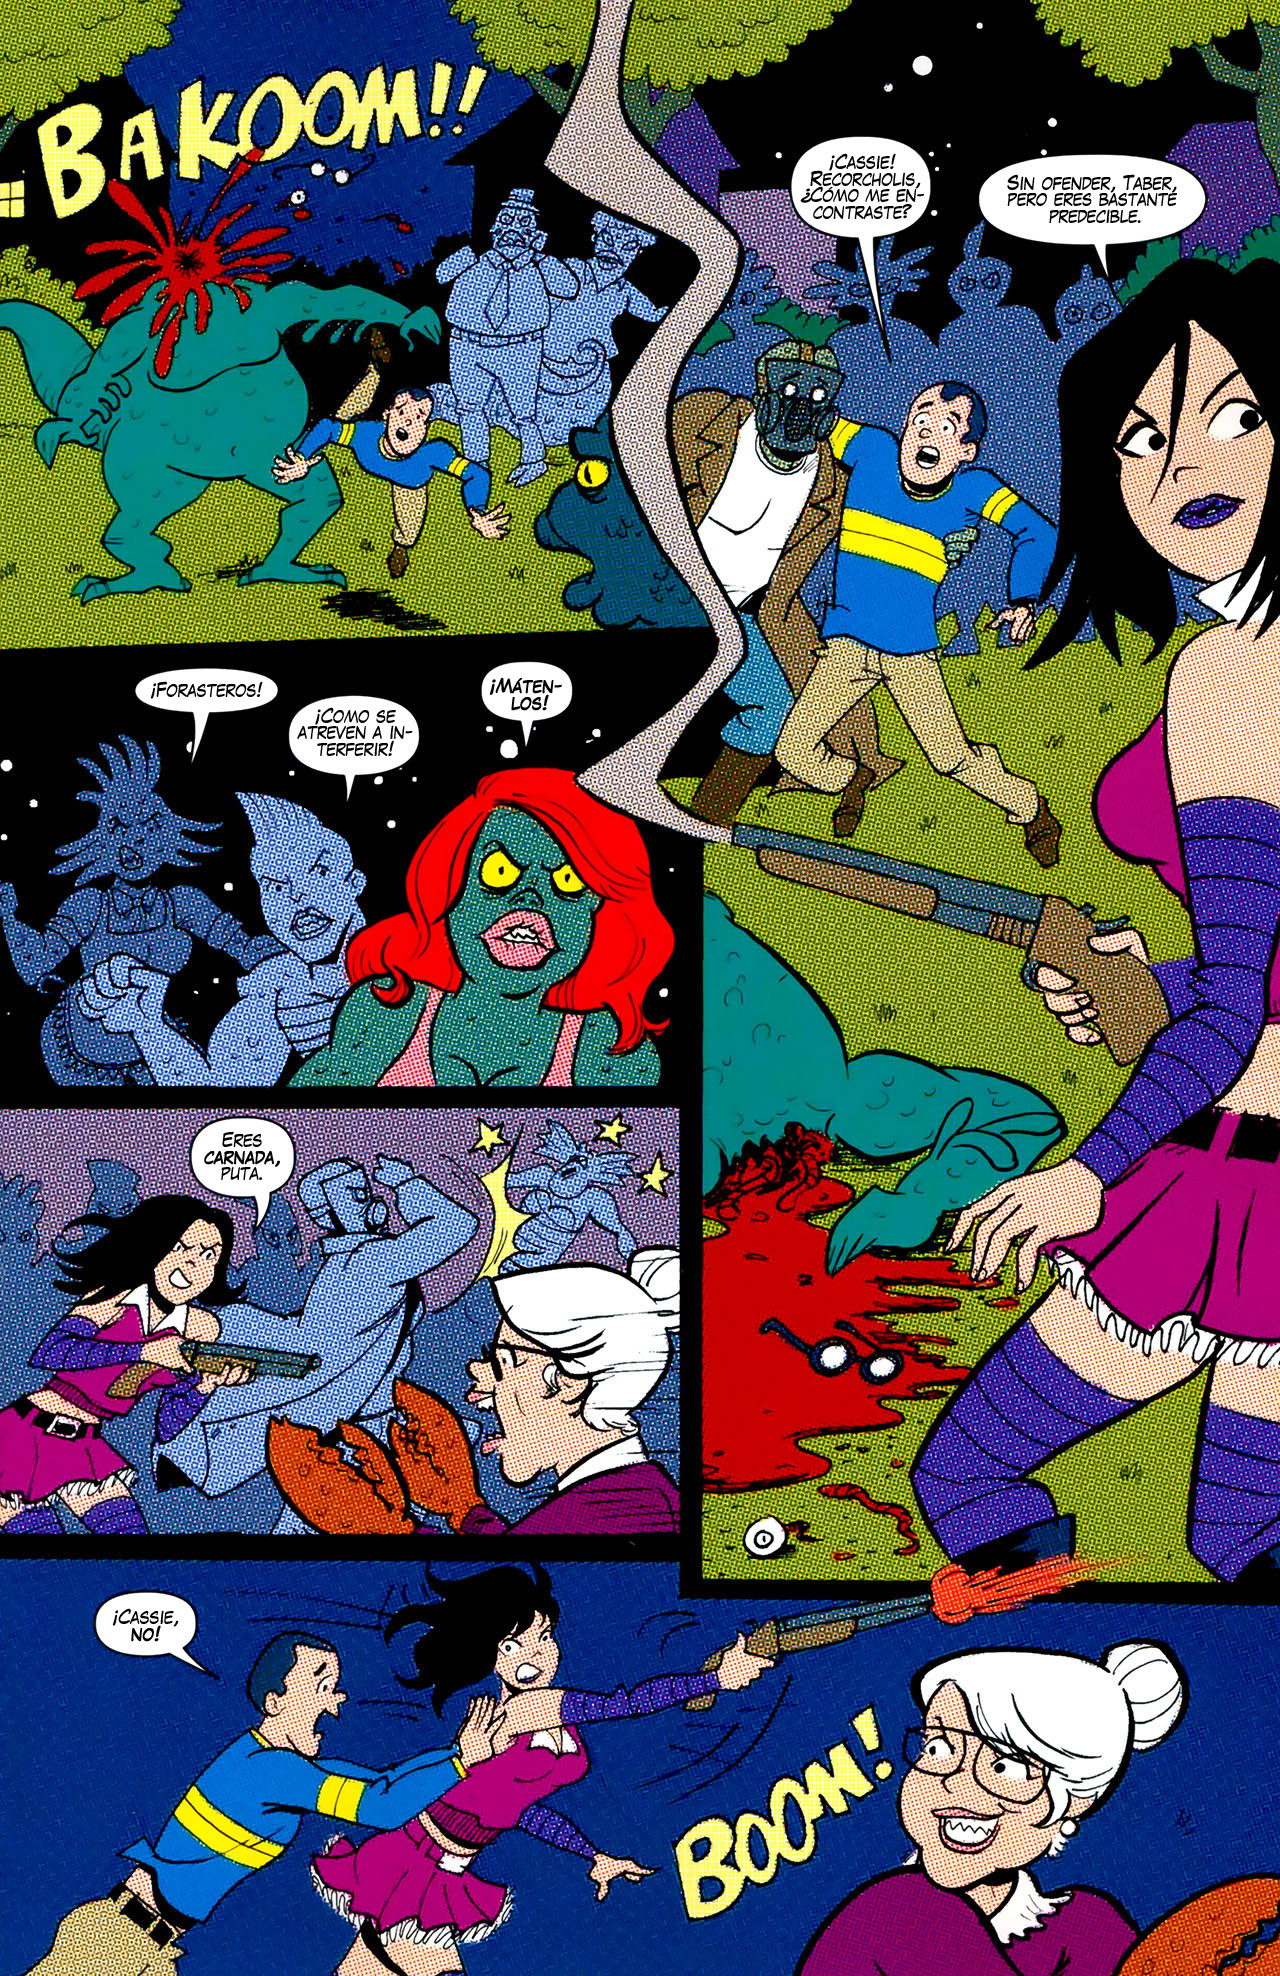 BAKOOM!!
¡CASSIE!
RECORCHOLIS,
¿CÓMO ME EN-
CONTRASTE?
SIN OFENDER, TABER,
PERO ERES BASTANTE
PREDECIBLE.
¡FORASTEROS!
¡COMO SE
ATREVEN A IN-
TERFERIR!
¡MÁTEN-
LOS!
ERES
CARNADA,
PUTA.
¡CASSIE,
NO!
BOOM!